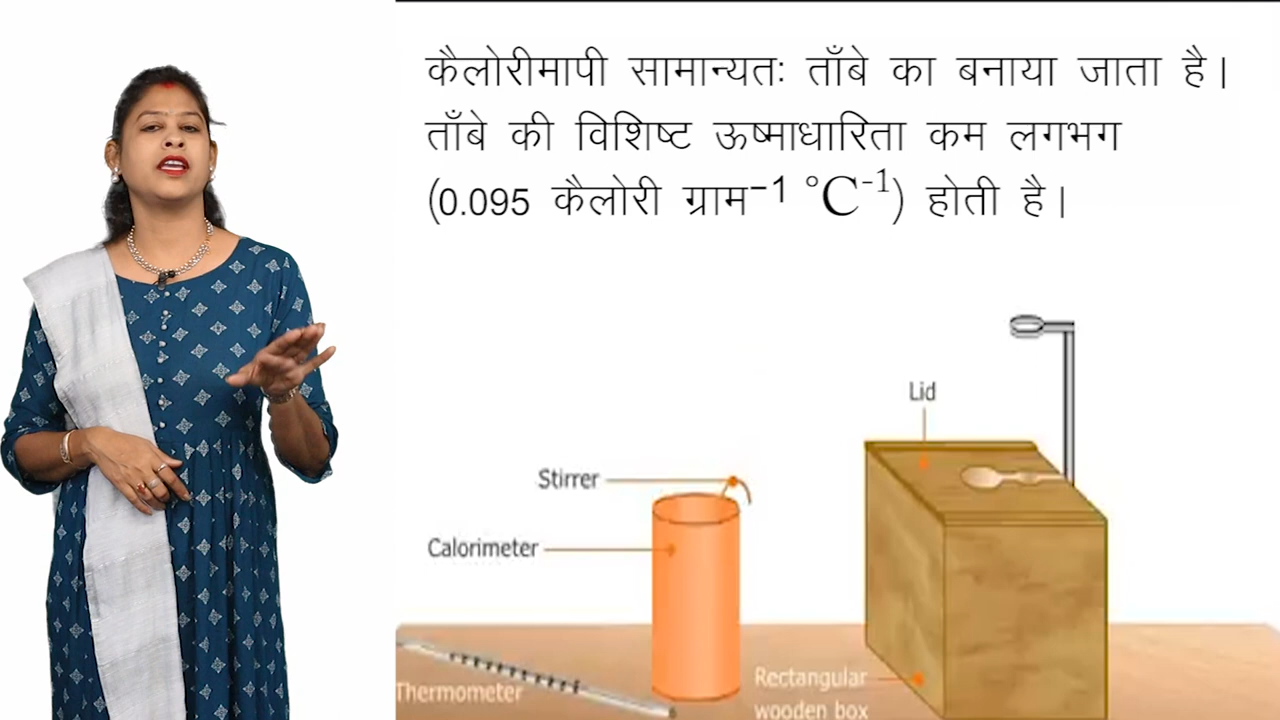 कैलोरीमापी सामान्यतः ताँबे का बनाया जाता है।
ताँबे की विशिष्ट ऊष्माधारिता कम लगभग
(0.095 कैलोरी ग्राम⁻¹ °C⁻¹) होती है।
Lid
Stirrer
Calorimeter
Thermometer
Rectangular
wooden box